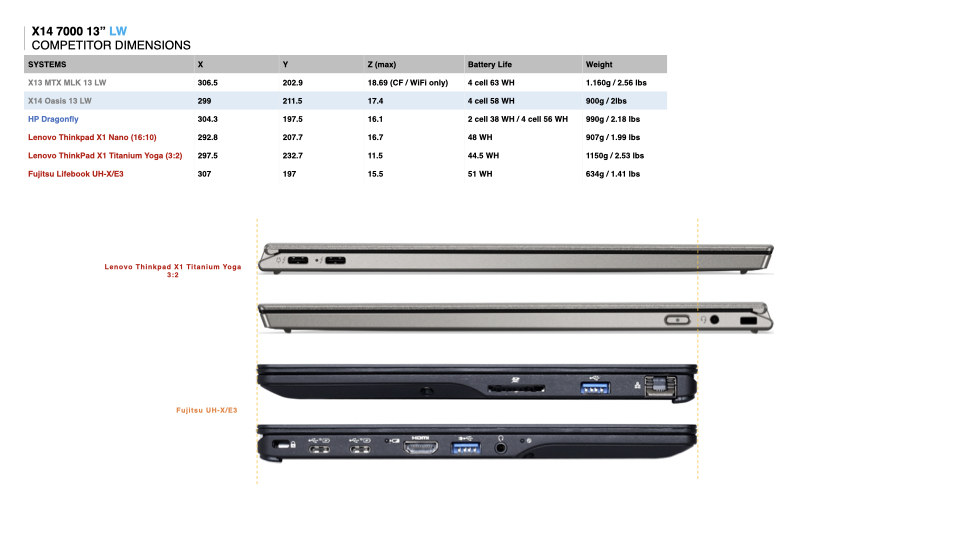 X14 7000 13” LW
COMPETITOR DIMENSIONS
SYSTEMS X Y Z (max) Battery Life Weight
X13 MTX MLK 13 LW 306.5 202.9 18.69 (CF / WiFi only) 4 cell 63 WH 1.160g / 2.56 lbs
X14 Oasis 13 LW 299 211.5 17.4 4 cell 58 WH 900g / 2lbs
HP Dragonfly 304.3 197.5 16.1 2 cell 38 WH / 4 cell 56 WH 990g / 2.18 lbs
Lenovo Thinkpad X1 Nano (16:10) 292.8 207.7 16.7 48 WH 907g / 1.99 lbs
Lenovo ThinkPad X1 Titanium Yoga (3:2) 297.5 232.7 11.5 44.5 WH 1150g / 2.53 lbs
Fujitsu Lifebook UH-X/E3 307 197 15.5 51 WH 634g / 1.41 lbs
Lenovo Thinkpad X1 Titanium Yoga
3:2
Fujitsu UH-X/E3
HDMI